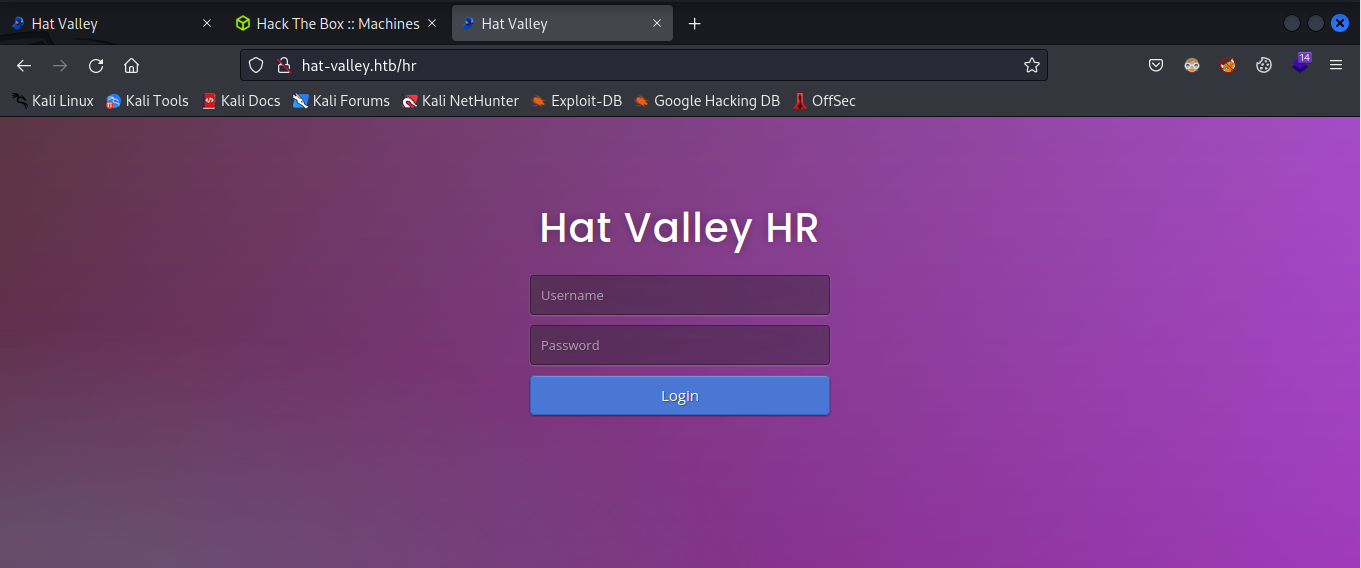 Hat Valley Hack The Box :: Machines Hat Valley
hat-valley.htb/hr 14
Kali Linux Kali Tools Kali Docs Kali Forums Kali NetHunter Exploit-DB Google Hacking DB OffSec
Hat Valley HR
Username
Password
Login